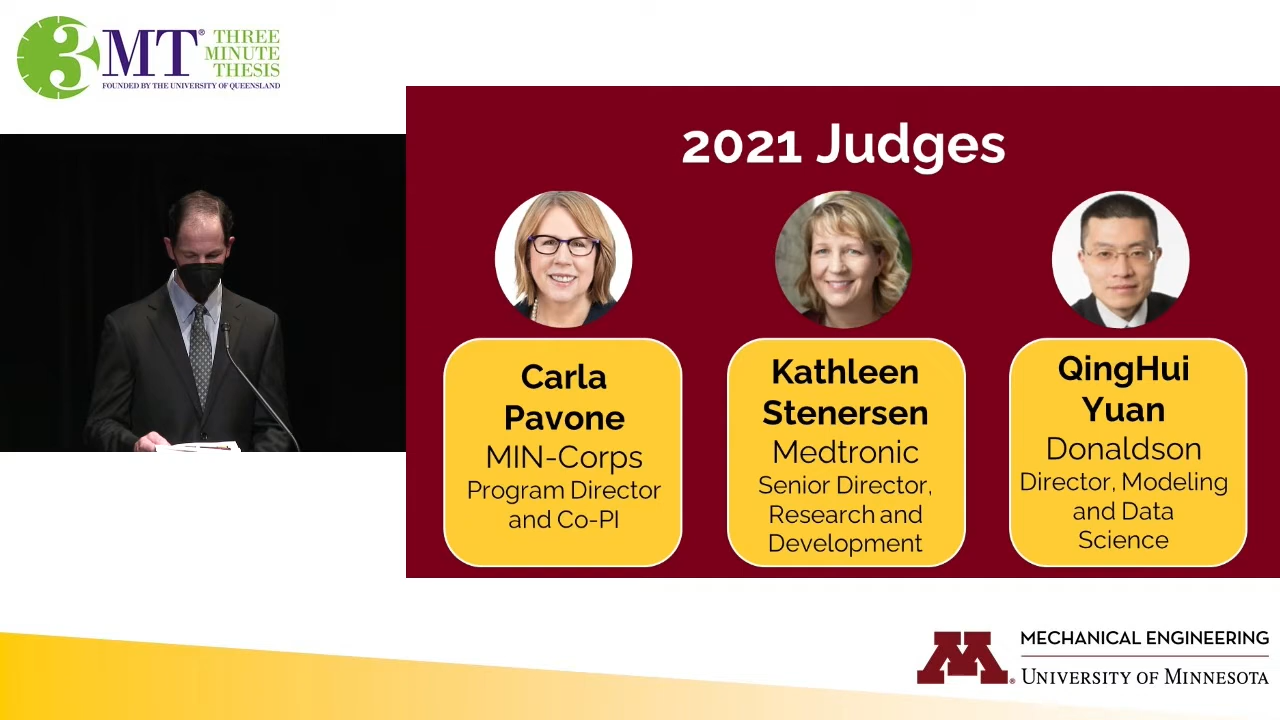 3MT® THREE
MINUTE
THESIS
FOUNDED BY THE UNIVERSITY OF QUEENSLAND
2021 Judges
Carla
Pavone
MIN-Corps
Program Director
and Co-PI
Kathleen
Stenersen
Medtronic
Senior Director,
Research and
Development
QingHui
Yuan
Donaldson
Director, Modeling
and Data
Science
M®
MECHANICAL ENGINEERING
UNIVERSITY OF MINNESOTA